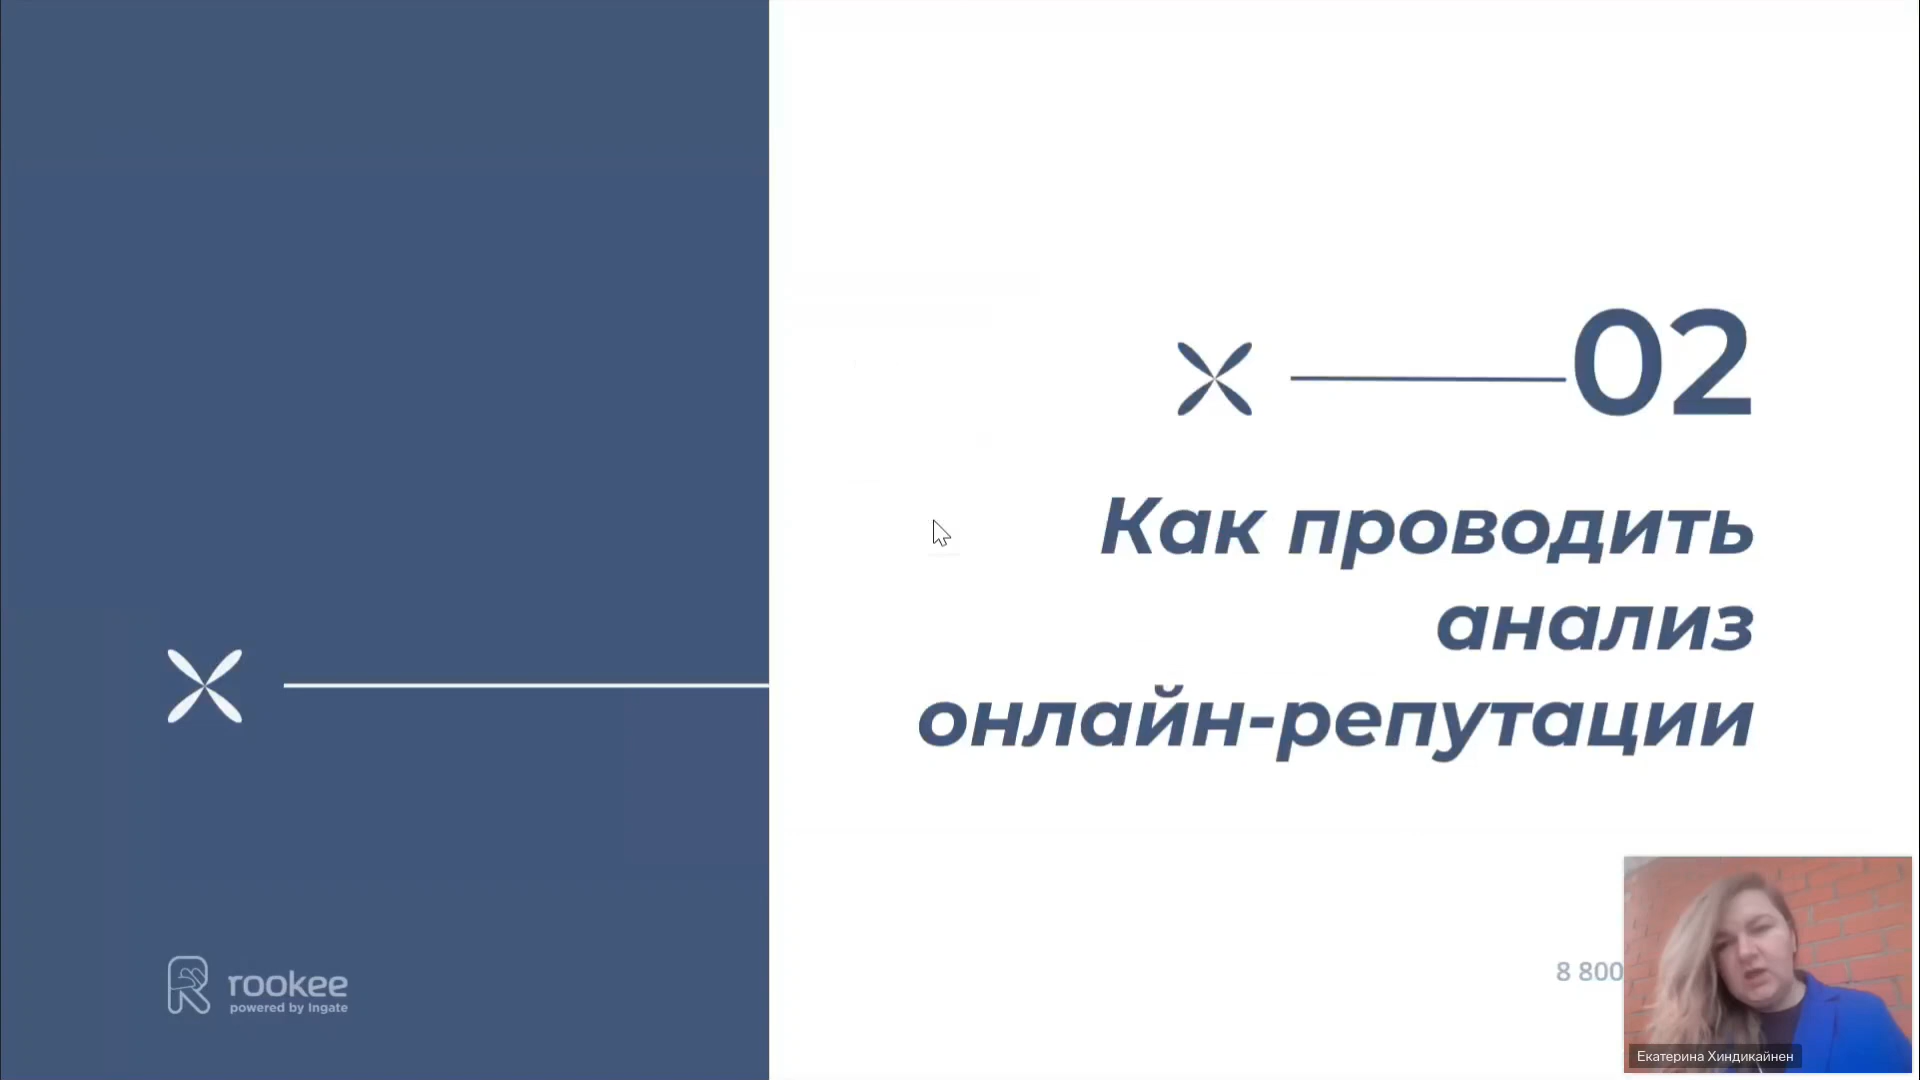 02
Как проводить
анализ
онлайн-репутации
rookee
powered by Ingate
8 800
Екатерина Хиндикайнен